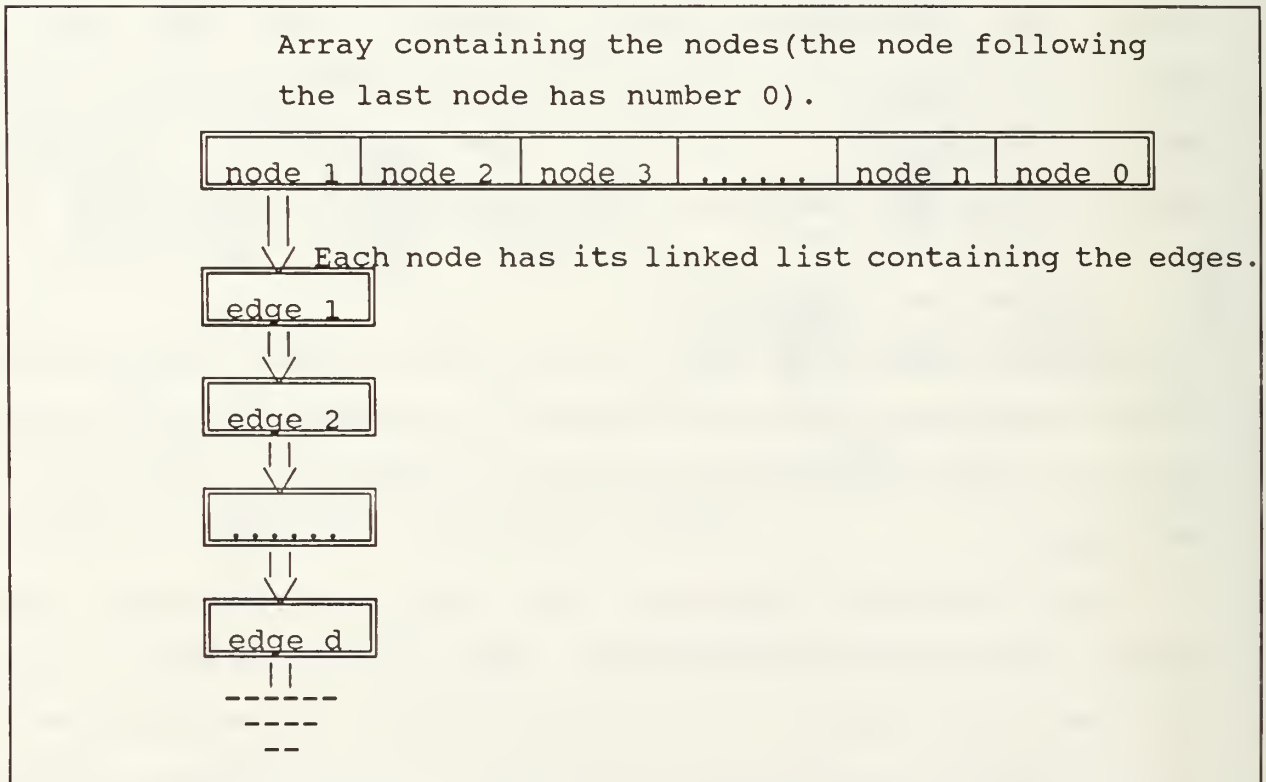 Array containing the nodes(the node following
the last node has number 0).
node 1 node 2 node 3 ...... node n node 0
Each node has its linked list containing the edges.
edge 1
edge 2
......
edge d